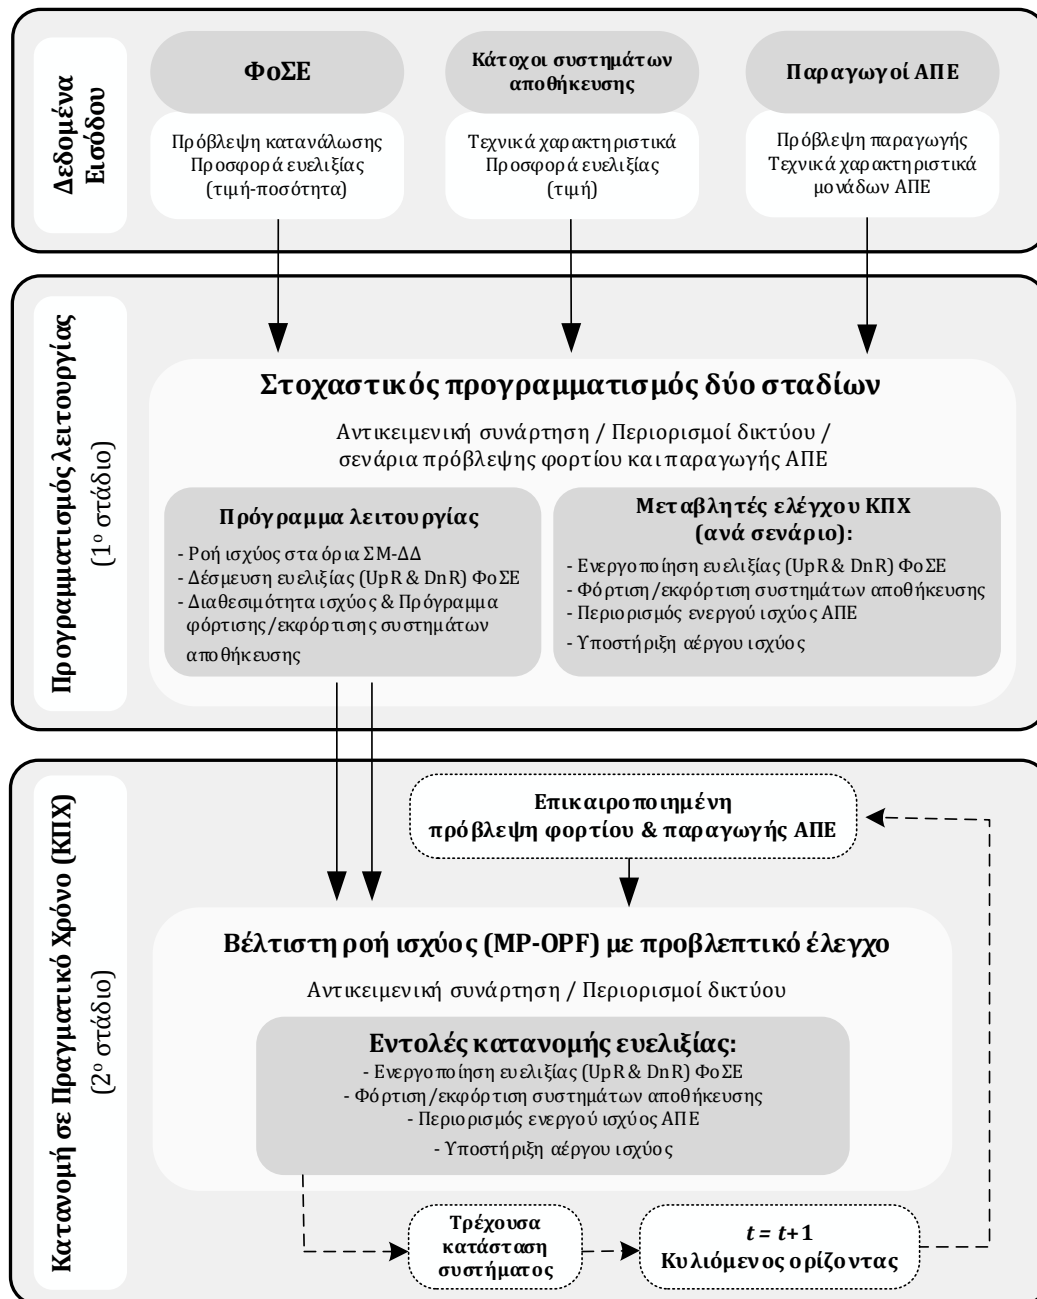 Δεδομένα
Εισόδου
ΦοΣΕ
Πρόβλεψη κατανάλωσης
Προσφορά ευελιξίας
(τιμή-ποσότητα)
Κάτοχοι συστημάτων
αποθήκευσης
Τεχνικά χαρακτηριστικά
Προσφορά ευελιξίας
(τιμή)
Παραγωγοί ΑΠΕ
Πρόβλεψη παραγωγής
Τεχνικά χαρακτηριστικά
μονάδων ΑΠΕ
Προγραμματισμός λειτουργίας
(1ο στάδιο)
Στοχαστικός προγραμματισμός δύο σταδίων
Αντικειμενική συνάρτηση / Περιορισμοί δικτύου /
σενάρια πρόβλεψης φορτίου και παραγωγής ΑΠΕ
Πρόγραμμα λειτουργίας
- Ροή ισχύος στα όρια ΣΜ-ΔΔ
- Δέσμευση ευελιξίας (UpR & DnR) ΦοΣΕ
- Διαθεσιμότητα ισχύος & Πρόγραμμα
φόρτισης/εκφόρτισης συστημάτων
αποθήκευσης
Μεταβλητές ελέγχου ΚΠΧ
(ανά σενάριο):
- Ενεργοποίηση ευελιξίας (UpR & DnR) ΦοΣΕ
- Φόρτιση/εκφόρτιση συστημάτων αποθήκευσης
- Περιορισμός ενεργού ισχύος ΑΠΕ
- Υποστήριξη αέργου ισχύος
Κατανομή σε Πραγματικό Χρόνο (ΚΠΧ)
(2ο στάδιο)
Επικαιροποιημένη
πρόβλεψη φορτίου & παραγωγής ΑΠΕ
Βέλτιστη ροή ισχύος (MP-OPF) με προβλεπτικό έλεγχο
Αντικειμενική συνάρτηση / Περιορισμοί δικτύου
Εντολές κατανομής ευελιξίας:
- Ενεργοποίηση ευελιξίας (UpR & DnR) ΦοΣΕ
- Φόρτιση/εκφόρτιση συστημάτων αποθήκευσης
- Περιορισμός ενεργού ισχύος ΑΠΕ
- Υποστήριξη αέργου ισχύος
Τρέχουσα
κατάσταση
συστήματος
t = t+1
Κυλιόμενος ορίζοντας